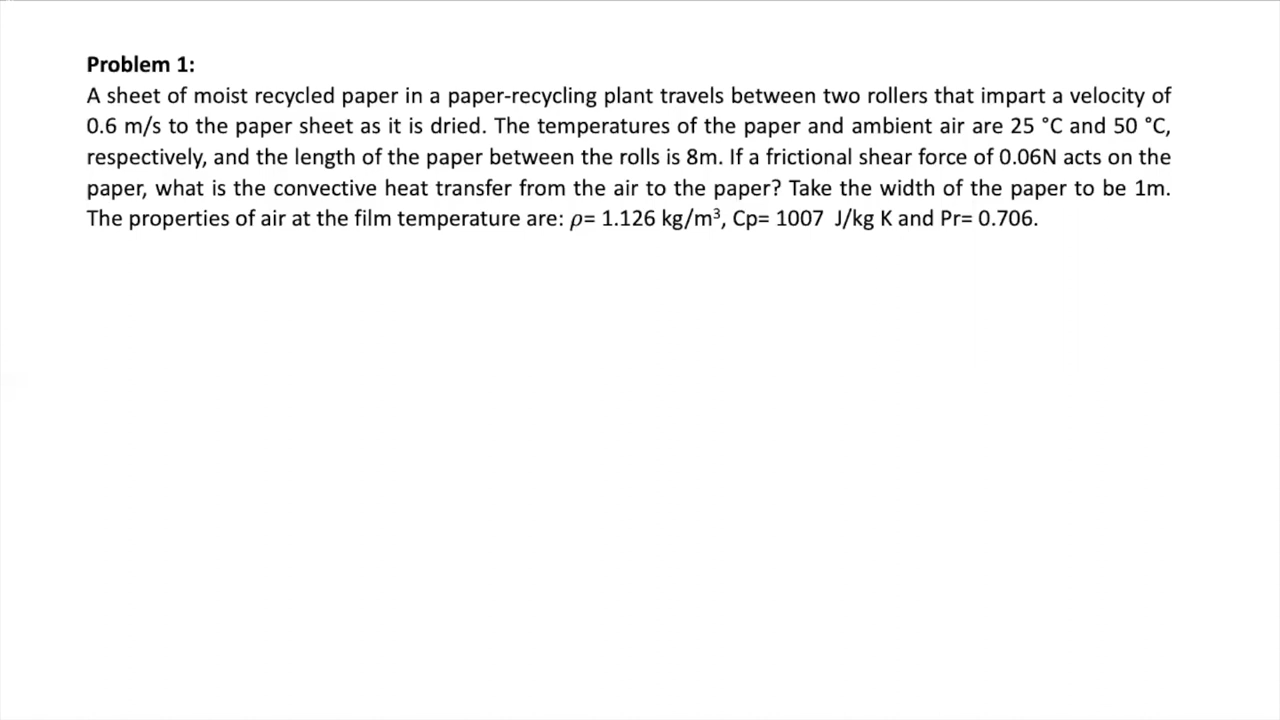 Problem 1:
A sheet of moist recycled paper in a paper-recycling plant travels between two rollers that impart a velocity of
0.6 m/s to the paper sheet as it is dried. The temperatures of the paper and ambient air are 25 °C and 50 °C,
respectively, and the length of the paper between the rolls is 8m. If a frictional shear force of 0.06N acts on the
paper, what is the convective heat transfer from the air to the paper? Take the width of the paper to be 1m.
The properties of air at the film temperature are: ρ= 1.126 kg/m³, Cp= 1007 J/kg K and Pr= 0.706.